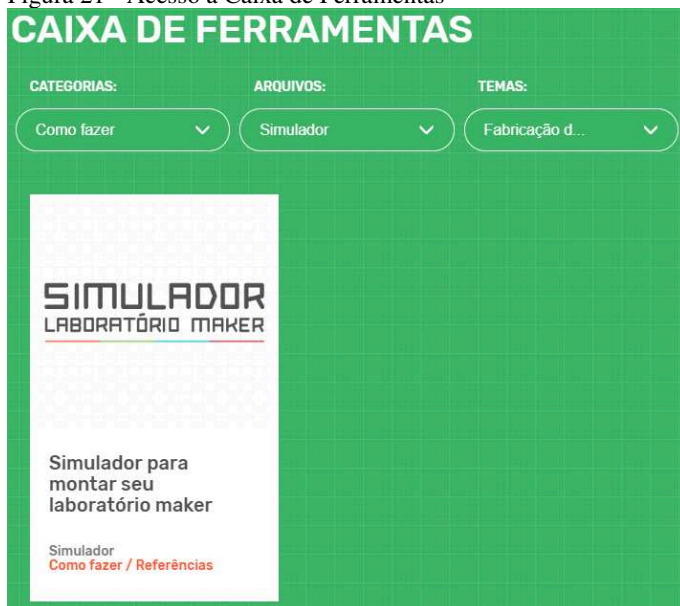 Figura 21 - Acesso à Caixa de Ferramentas
CAIXA DE FERRAMENTAS
CATEGORIAS: ARQUIVOS: TEMAS:
Como fazer Simulador Fabricação d...
SIMULADOR
LABORATÓRIO MAKER
Simulador para
montar seu
laboratório maker
Simulador
Como fazer / Referências